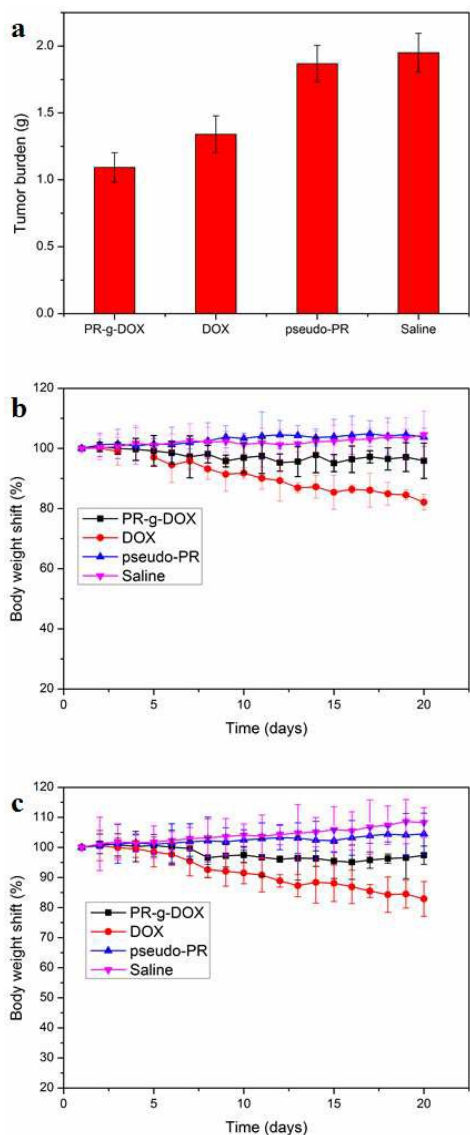 a
Tumor burden (g)
2.0
1.5
1.0
0.5
0.0
PR-g-DOX DOX pseudo-PR Saline
b
Body weight shift (%)
120
100
80
60
40
20
PR-g-DOX
DOX
pseudo-PR
Saline
0 5 10 15 20
Time (days)
c
Body weight shift (%)
120
110
100
90
80
70
60
50
40
30
20
PR-g-DOX
DOX
pseudo-PR
Saline
0 5 10 15 20
Time (days)